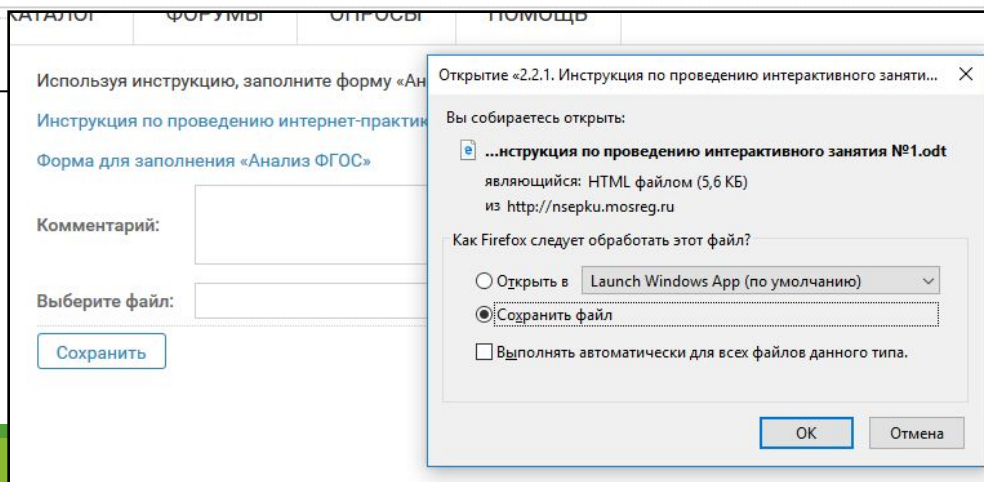 КАТАЛОГ ФОРУМЫ ОПРОСЫ ПОМОЩЬ
Используя инструкцию, заполните форму «Ан
Инструкция по проведению интернет-практик
Форма для заполнения «Анализ ФГОС»
Комментарий:
Выберите файл:
Сохранить
Открытие «2.2.1. Инструкция по проведению интерактивного заняти...
Вы собираетесь открыть:
...нструкция по проведению интерактивного занятия №1.odt
являющийся: HTML файлом (5,6 КБ)
из http://nsepku.mosreg.ru
Как Firefox следует обработать этот файл?
Открыть в Launch Windows App (по умолчанию)
Сохранить файл
Выполнять автоматически для всех файлов данного типа.
ОК Отмена